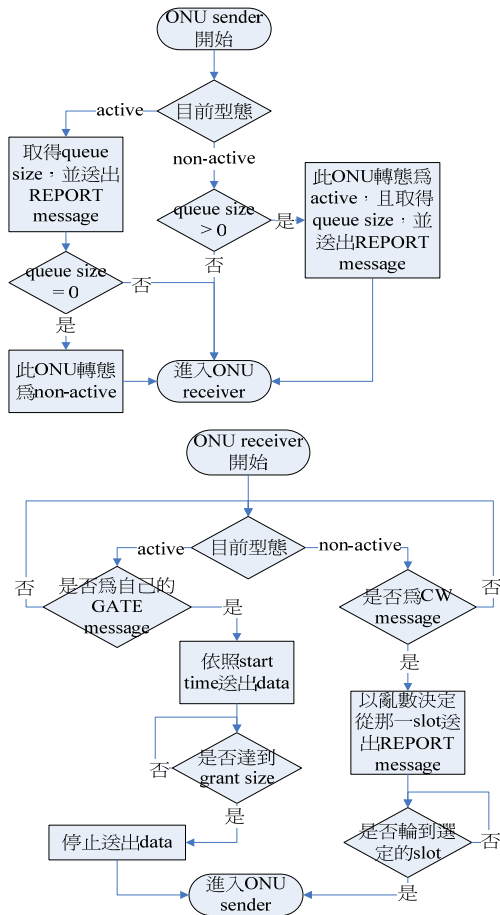 ONU sender
開始
目前型態
active
non-active
取得queue
size，並送出
REPORT
message
queue size
> 0
是
此ONU轉態為
active，且取得
queue size，並
送出REPORT
message
否
queue size
= 0
否
是
此ONU轉態
為non-active
進入ONU
receiver
ONU receiver
開始
目前型態
active
non-active
是否為自己的
GATE
message
否
是
是否為CW
message
否
是
依照start
time送出data
以亂數決定
從那一slot送
出REPORT
message
是否達到
grant size
否
是
是否輪到選
定的slot
否
是
停止送出data
進入ONU
sender